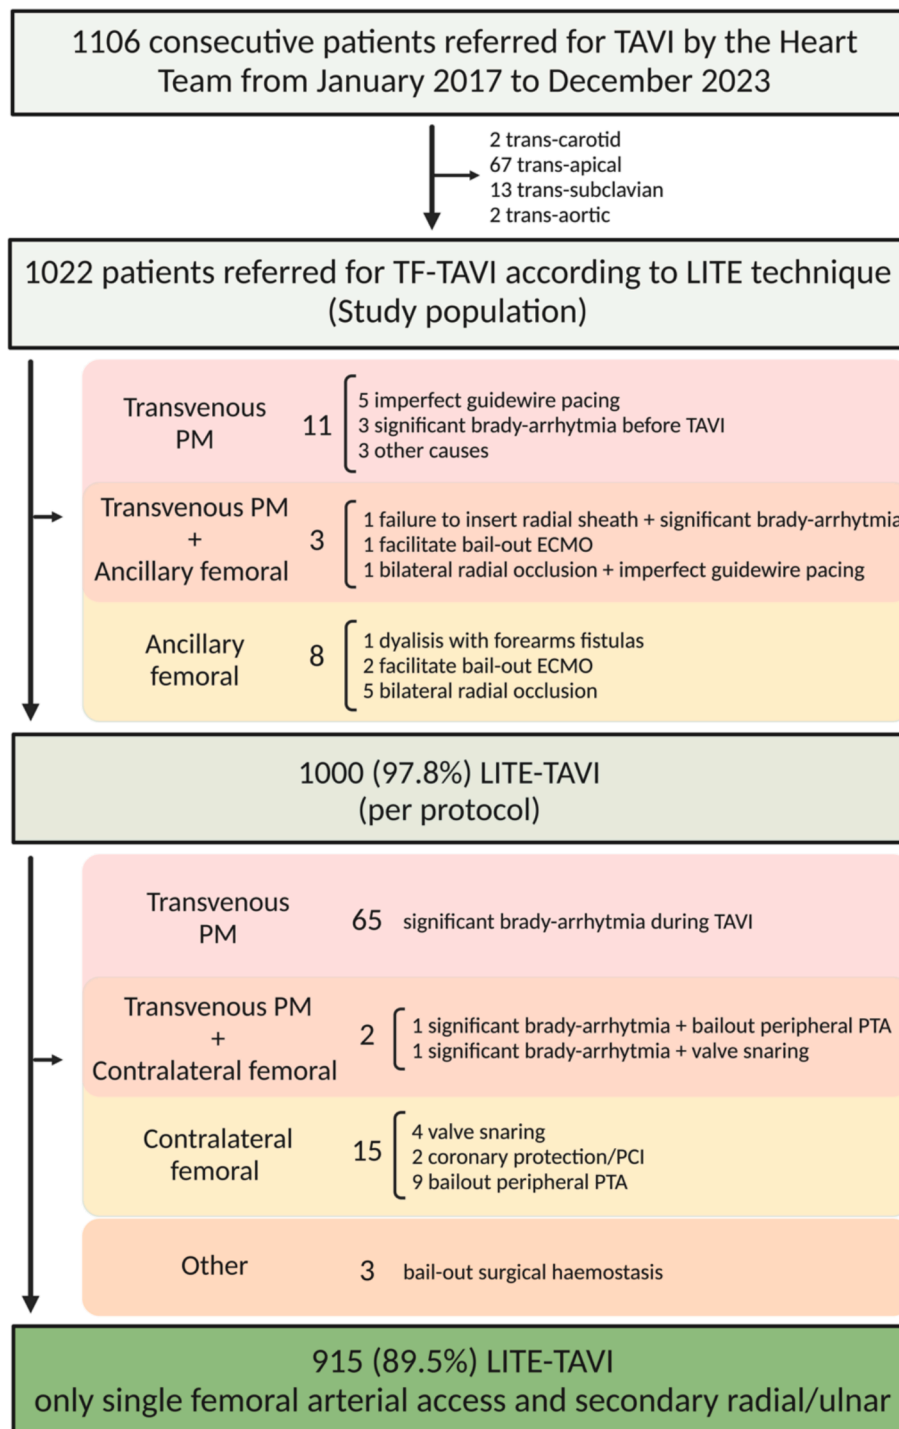 1106 consecutive patients referred for TAVI by the Heart
Team from January 2017 to December 2023
2 trans-carotid
67 trans-apical
13 trans-subclavian
2 trans-aortic
1022 patients referred for TF-TAVI according to LITE technique
(Study population)
Transvenous
PM
11
5 imperfect guidewire pacing
3 significant brady-arrhytmia before TAVI
3 other causes
Transvenous PM
+
Ancillary femoral
3
1 failure to insert radial sheath + significant brady-arrhytmia
1 facilitate bail-out ECMO
1 bilateral radial occlusion + imperfect guidewire pacing
Ancillary
femoral
8
1 dyalisis with forearms fistulas
2 facilitate bail-out ECMO
5 bilateral radial occlusion
1000 (97.8%) LITE-TAVI
(per protocol)
Transvenous
PM
65
significant brady-arrhytmia during TAVI
Transvenous PM
+
Contralateral femoral
2
1 significant brady-arrhytmia + bailout peripheral PTA
1 significant brady-arrhytmia + valve snaring
Contralateral
femoral
15
4 valve snaring
2 coronary protection/PCI
9 bailout peripheral PTA
Other
3
bail-out surgical haemostasis
915 (89.5%) LITE-TAVI
only single femoral arterial access and secondary radial/ulnar